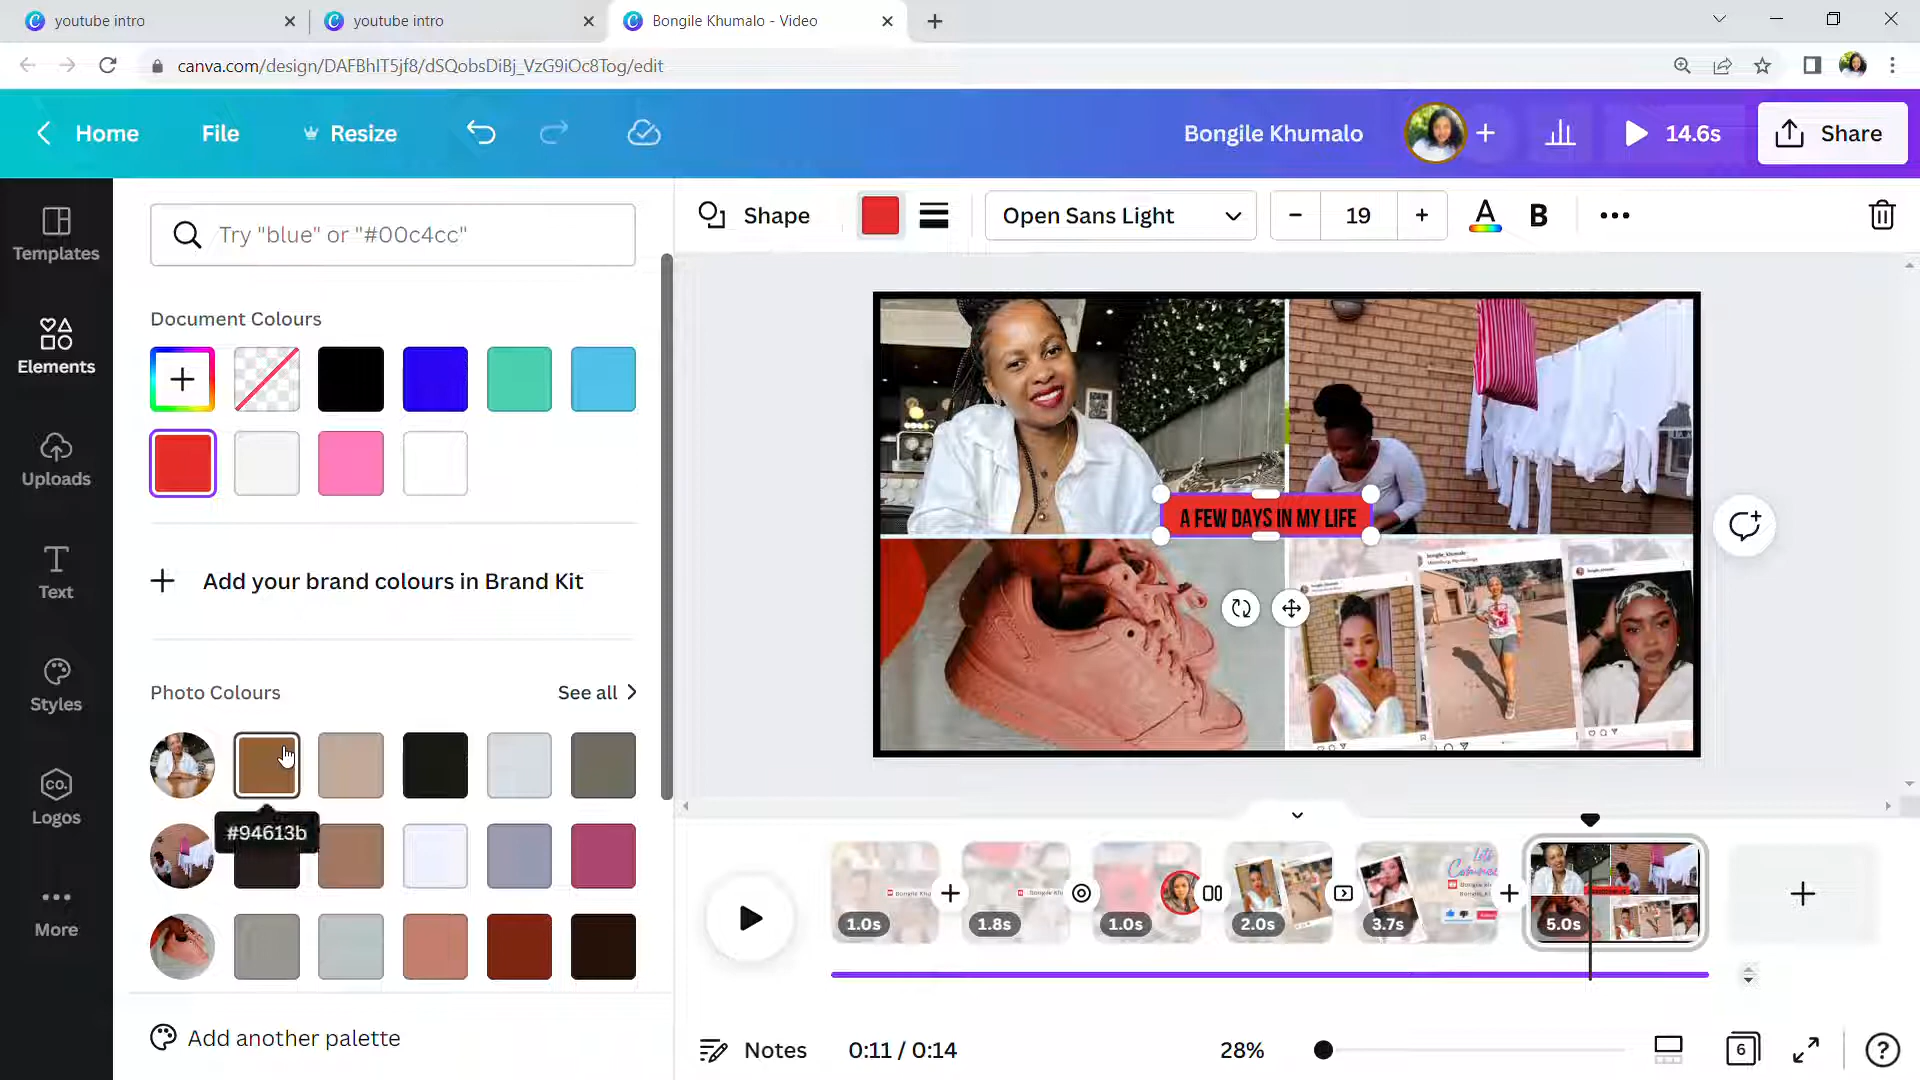 youtube intro
youtube intro
Bongile Khumalo - Video
canva.com/design/DAFBhIT5jf8/dSQobsDiBj_VzG9iOc8Tog/edit
Home
File
Resize
Bongile Khumalo
14.6s
Share
Templates
Elements
Uploads
Text
Styles
CO.
Logos
More
Try "blue" or "#00c4cc"
Document Colours
Add your brand colours in Brand Kit
Photo Colours
See all
#94613b
Add another palette
Shape
Open Sans Light
19
A
B
A FEW DAYS IN MY LIFE
1.0s
1.8s
1.0s
2.0s
3.7s
5.0s
Notes
0:11 / 0:14
28%
6
?